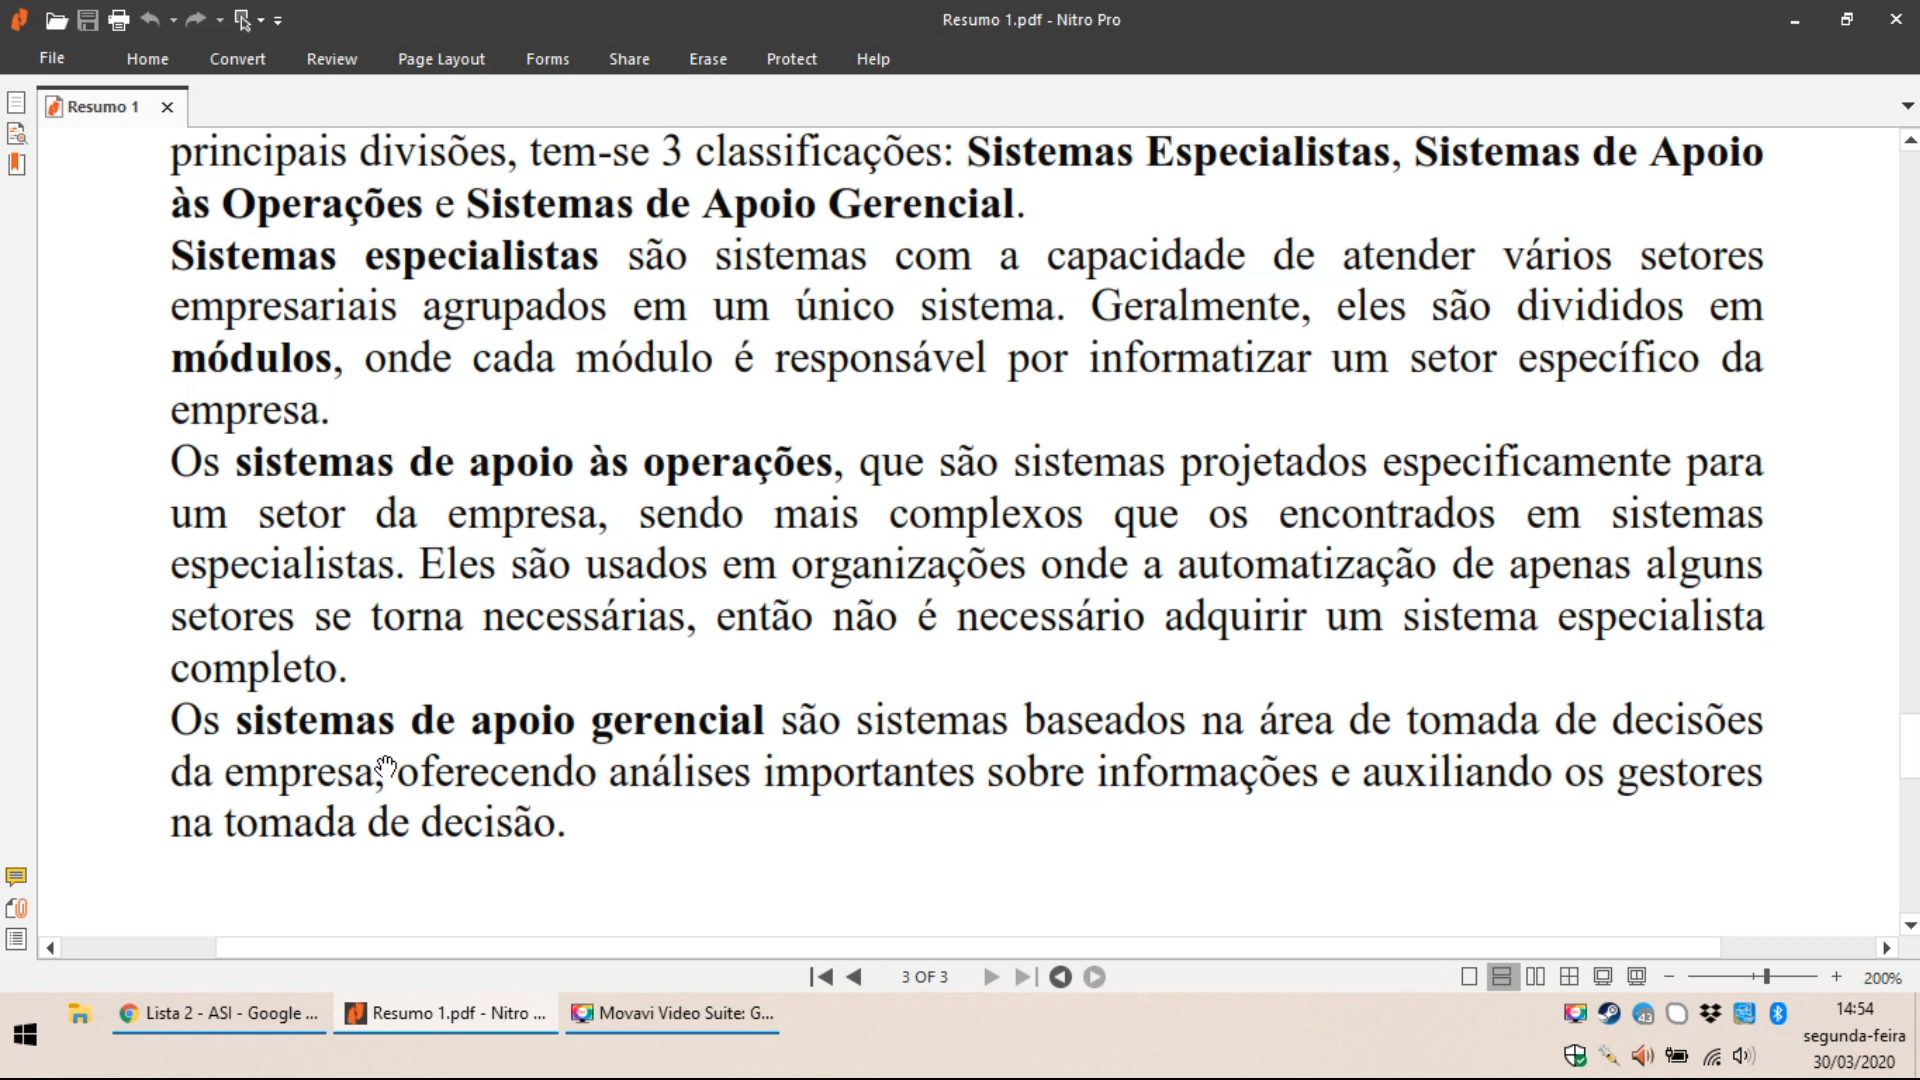 Resumo 1.pdf - Nitro Pro
File Home Convert Review Page Layout Forms Share Erase Protect Help
Resumo 1
principais divisões, tem-se 3 classificações: Sistemas Especialistas, Sistemas de Apoio
às Operações e Sistemas de Apoio Gerencial.
Sistemas especialistas são sistemas com a capacidade de atender vários setores
empresariais agrupados em um único sistema. Geralmente, eles são divididos em
módulos, onde cada módulo é responsável por informatizar um setor específico da
empresa.
Os sistemas de apoio às operações, que são sistemas projetados especificamente para
um setor da empresa, sendo mais complexos que os encontrados em sistemas
especialistas. Eles são usados em organizações onde a automatização de apenas alguns
setores se torna necessárias, então não é necessário adquirir um sistema especialista
completo.
Os sistemas de apoio gerencial são sistemas baseados na área de tomada de decisões
da empresa, oferecendo análises importantes sobre informações e auxiliando os gestores
na tomada de decisão.
3 OF 3
200%
Lista 2 - ASI - Google ... Resumo 1.pdf - Nitro ... Movavi Video Suite: G...
43
14:54
segunda-feira
30/03/2020